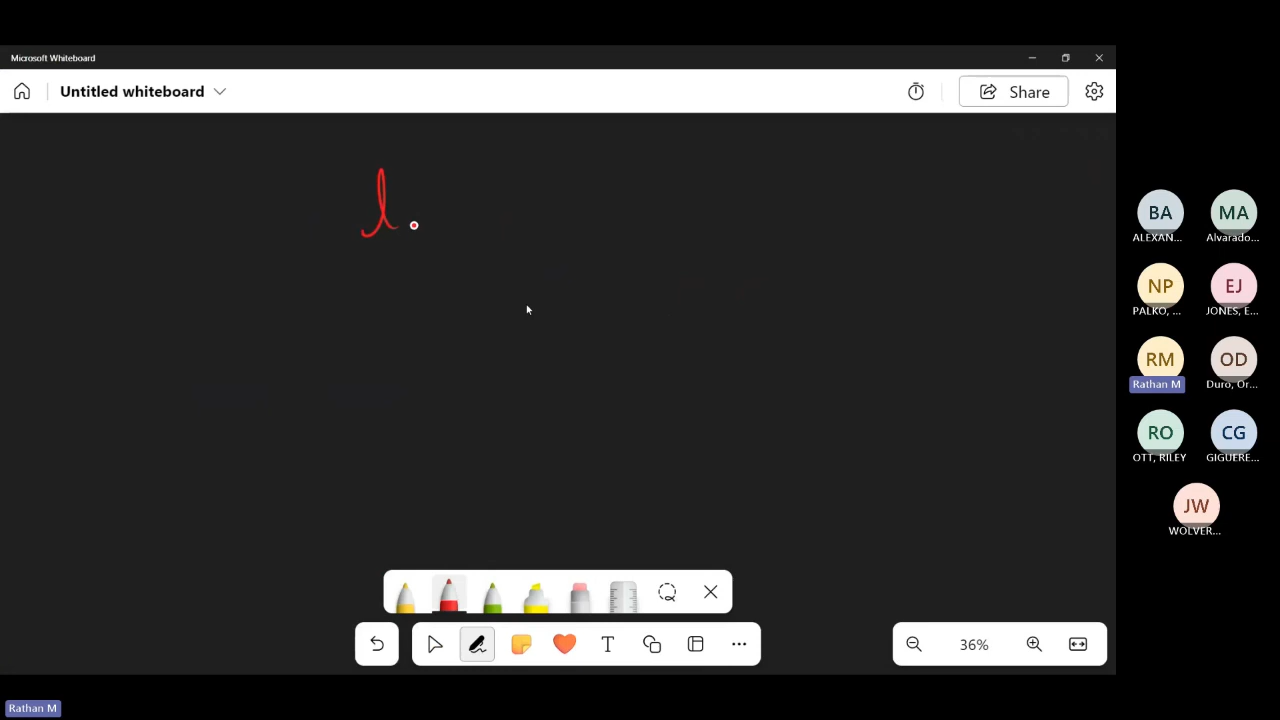 Microsoft Whiteboard
Untitled whiteboard
Share
l
BA
MA
ALEXAN...
Alvarado...
NP
EJ
PALKO, ...
JONES, E...
RM
OD
Rathan M
Duro, Or...
RO
CG
OTT, RILEY
GIGUERE...
JW
WOLVER...
T
36%
Rathan M